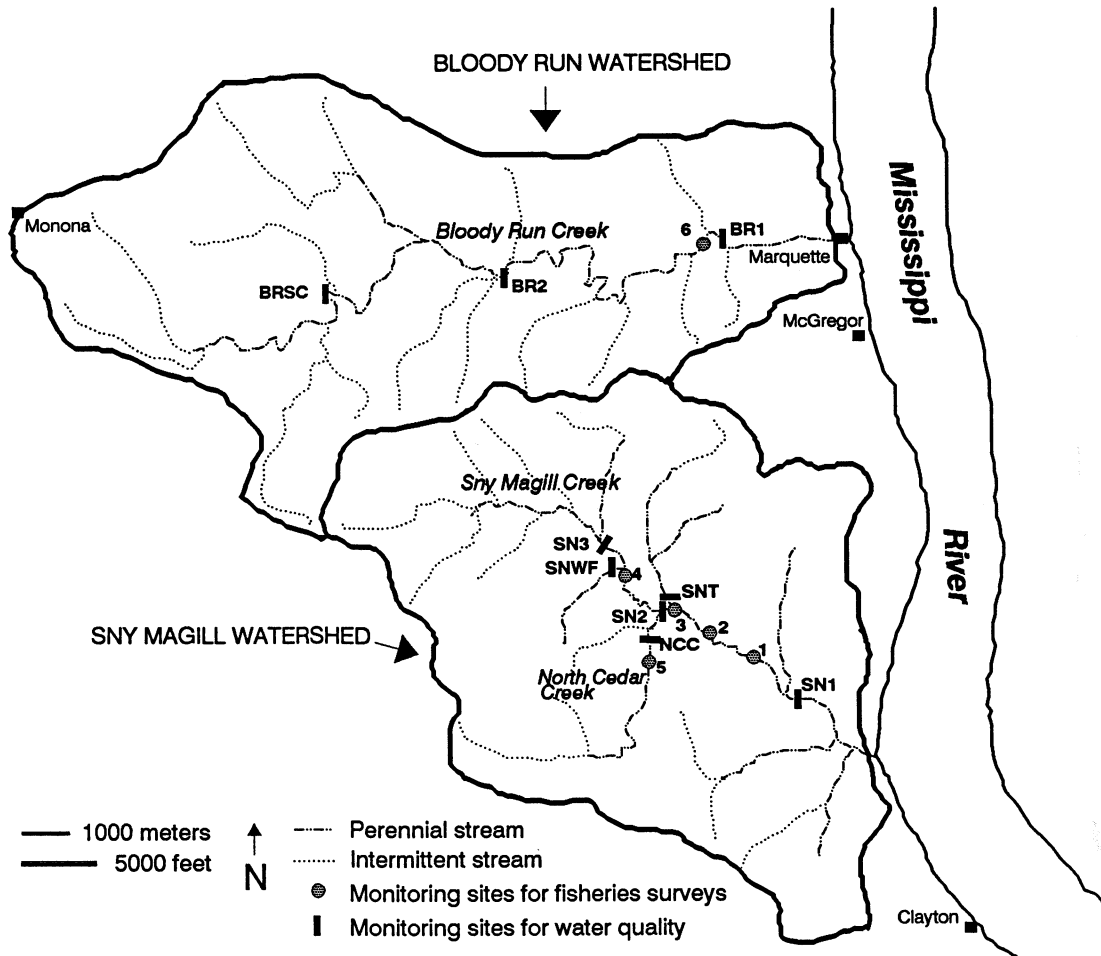 BLOODY RUN WATERSHED
Mississippi
River
Monona
Bloody Run Creek
6
BR1
Marquette
BRSC
BR2
McGregor
Sny Magill Creek
SN3
SNWF
4
SNT
SN2
3
2
NCC
1
5
SNY MAGILL WATERSHED
North Cedar
Creek
SN1
1000 meters
5000 feet
N
Perennial stream
Intermittent stream
Monitoring sites for fisheries surveys
Monitoring sites for water quality
Clayton